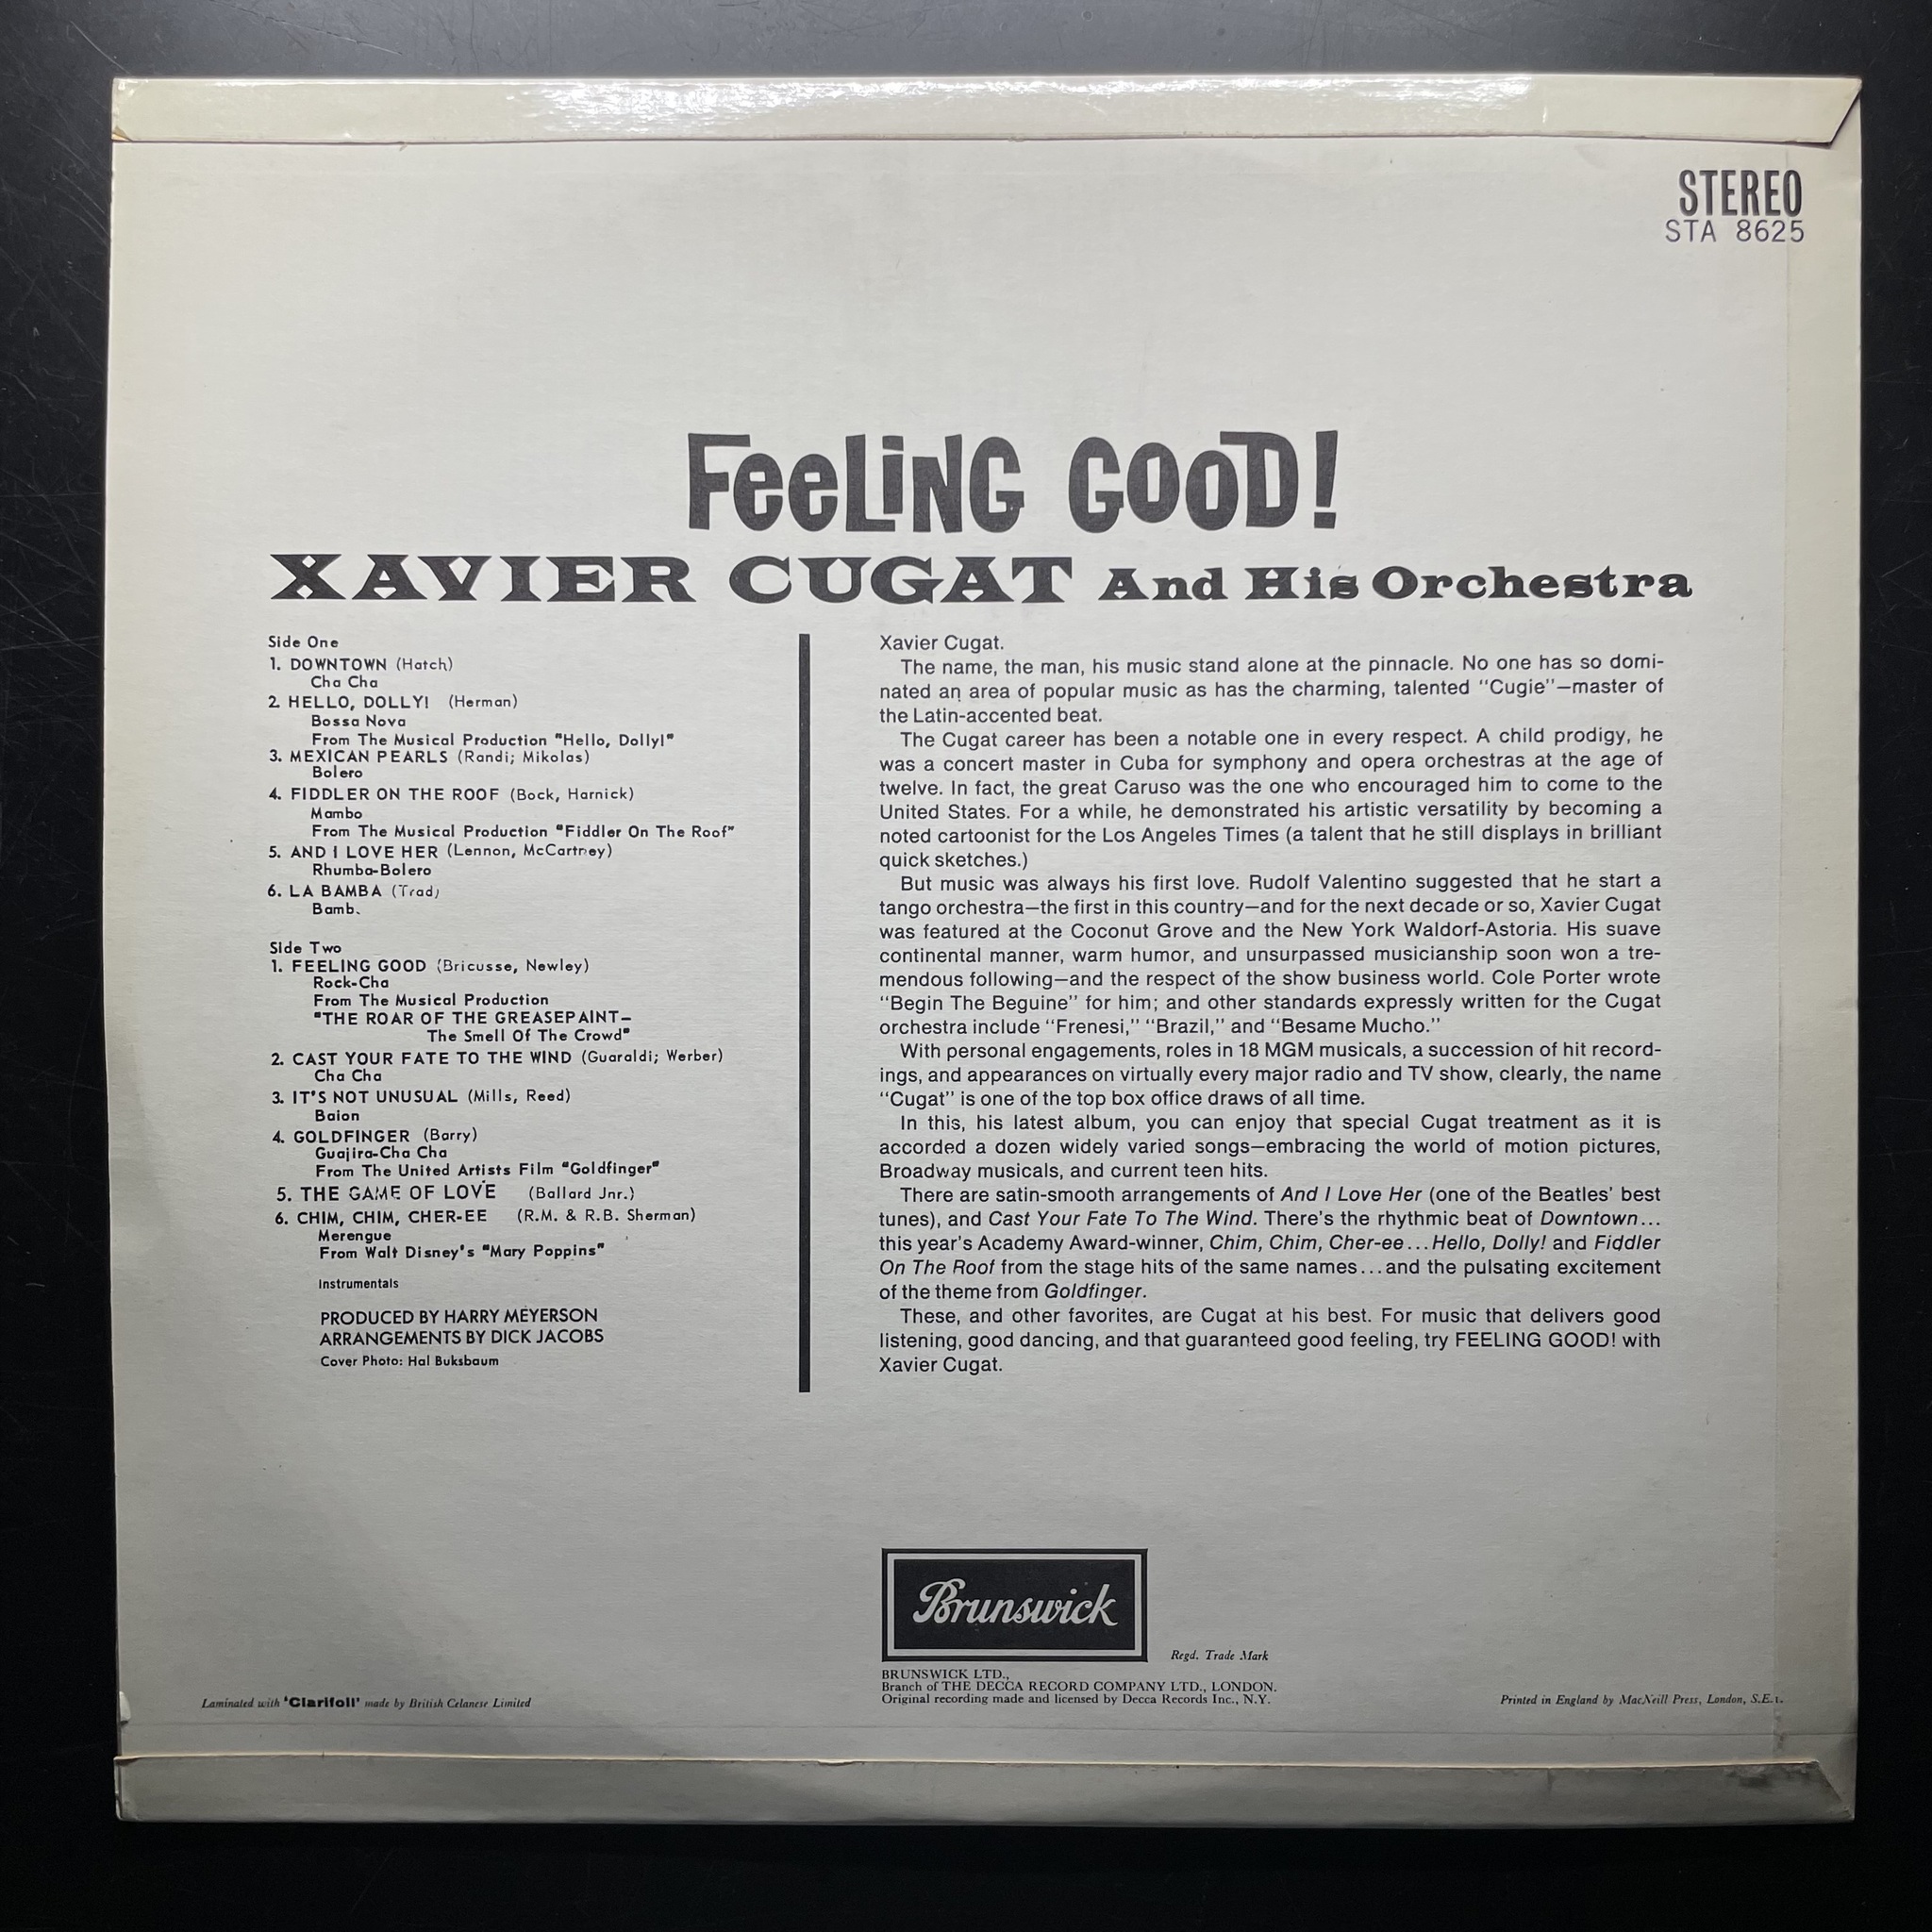 STEREO
STA 8625
FeeLiNG GOOD!
XAVIER CUGAT And His Orchestra
Side One
1. DOWNTOWN (Hatch)
Cha Cha
2. HELLO, DOLLY! (Herman)
Bossa Nova
From The Musical Production "Hello, Dolly!"
3. MEXICAN PEARLS (Randi; Mikolas)
Bolero
4. FIDDLER ON THE ROOF (Bock, Harnick)
Mambo
From The Musical Production "Fiddler On The Roof"
5. AND I LOVE HER (Lennon, McCartney)
Rhumba-Bolero
6. LA BAMBA (Trad)
Bamb.
Side Two
1. FEELING GOOD (Bricusse, Newley)
Rock-Cha
From The Musical Production
"THE ROAR OF THE GREASEPAINT–
The Smell Of The Crowd"
2. CAST YOUR FATE TO THE WIND (Guaraldi; Werber)
Cha Cha
3. IT'S NOT UNUSUAL (Mills, Reed)
Baion
4. GOLDFINGER (Barry)
Guajira-Cha Cha
From The United Artists Film "Goldfinger"
5. THE GAME OF LOVE (Ballard Jnr.)
6. CHIM, CHIM, CHER-EE (R.M. & R.B. Sherman)
Merengue
From Walt Disney's "Mary Poppins"
Instrumentals
PRODUCED BY HARRY MEYERSON
ARRANGEMENTS BY DICK JACOBS
Cover Photo: Hal Buksbaum
Xavier Cugat.
The name, the man, his music stand alone at the pinnacle. No one has so domi-
nated an area of popular music as has the charming, talented "Cugie"—master of
the Latin-accented beat.
The Cugat career has been a notable one in every respect. A child prodigy, he
was a concert master in Cuba for symphony and opera orchestras at the age of
twelve. In fact, the great Caruso was the one who encouraged him to come to the
United States. For a while, he demonstrated his artistic versatility by becoming a
noted cartoonist for the Los Angeles Times (a talent that he still displays in brilliant
quick sketches.)
But music was always his first love. Rudolf Valentino suggested that he start a
tango orchestra—the first in this country—and for the next decade or so, Xavier Cugat
was featured at the Coconut Grove and the New York Waldorf-Astoria. His suave
continental manner, warm humor, and unsurpassed musicianship soon won a tre-
mendous following—and the respect of the show business world. Cole Porter wrote
"Begin The Beguine" for him; and other standards expressly written for the Cugat
orchestra include "Frenesi," "Brazil," and "Besame Mucho."
With personal engagements, roles in 18 MGM musicals, a succession of hit record-
ings, and appearances on virtually every major radio and TV show, clearly, the name
"Cugat" is one of the top box office draws of all time.
In this, his latest album, you can enjoy that special Cugat treatment as it is
accorded a dozen widely varied songs—embracing the world of motion pictures,
Broadway musicals, and current teen hits.
There are satin-smooth arrangements of And I Love Her (one of the Beatles' best
tunes), and Cast Your Fate To The Wind. There's the rhythmic beat of Downtown...
this year's Academy Award-winner, Chim, Chim, Cher-ee...Hello, Dolly! and Fiddler
On The Roof from the stage hits of the same names...and the pulsating excitement
of the theme from Goldfinger.
These, and other favorites, are Cugat at his best. For music that delivers good
listening, good dancing, and that guaranteed good feeling, try FEELING GOOD! with
Xavier Cugat.
Brunswick
Regd. Trade Mark
BRUNSWICK LTD.,
Branch of THE DECCA RECORD COMPANY LTD., LONDON.
Original recording made and licensed by Decca Records Inc., N.Y.
Laminated with 'Clarifoil' made by British Celanese Limited
Printed in England by MacNeill Press, London, S.E.1.